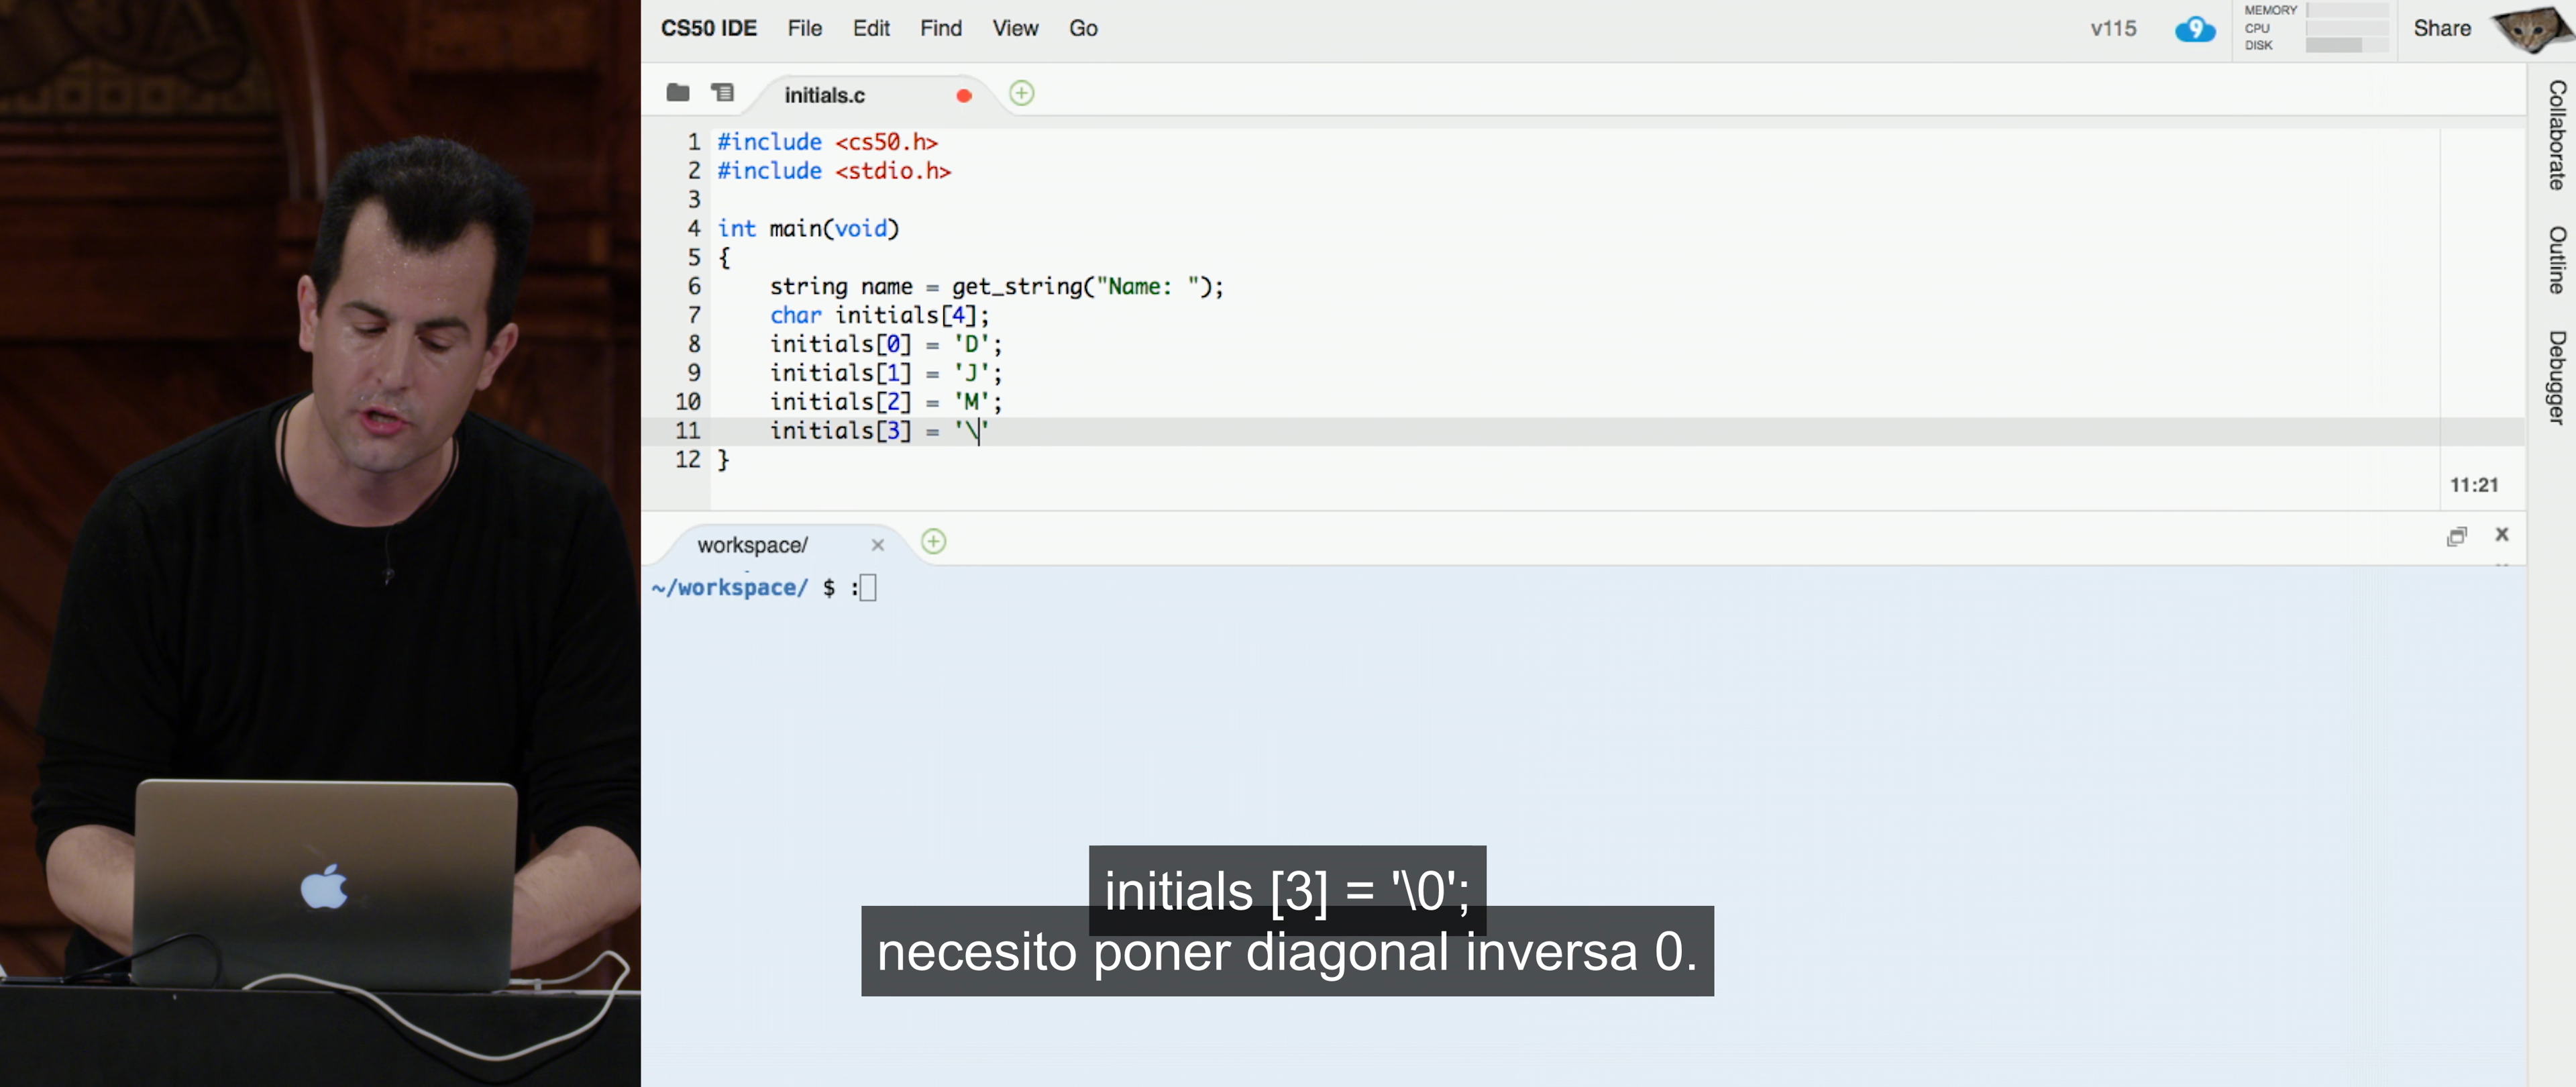 CS50 IDE File Edit Find View Go v115 9 MEMORY CPU DISK Share
initials.c
1 #include <cs50.h>
2 #include <stdio.h>
3
4 int main(void)
5 {
6 string name = get_string("Name: ");
7 char initials[4];
8 initials[0] = 'D';
9 initials[1] = 'J';
10 initials[2] = 'M';
11 initials[3] = '\'
12 }
11:21
Collaborate
Outline
Debugger
workspace/
~/workspace/ $ :
initials [3] = '\0';
necesito poner diagonal inversa 0.